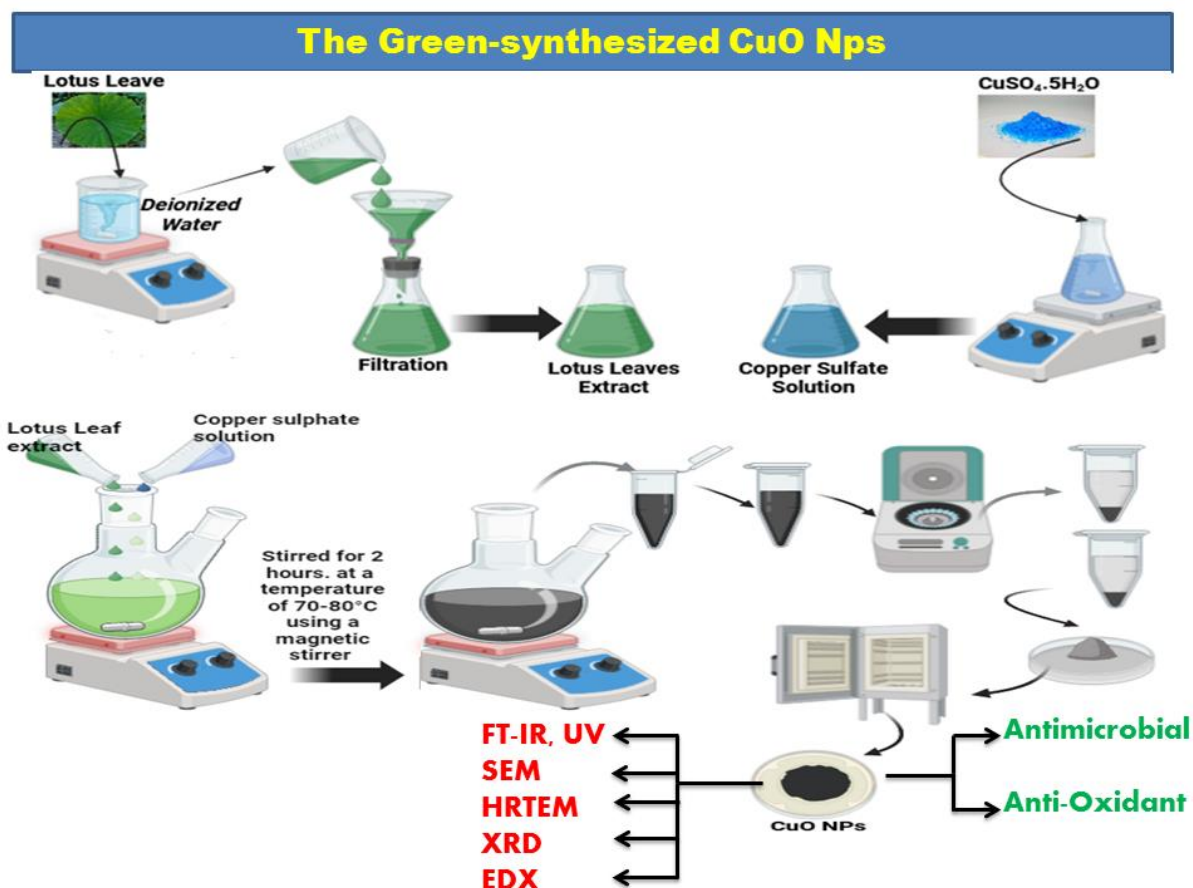 The Green-synthesized CuO Nps
Lotus Leave
CuSO₄.5H₂O
Deionized
Water
Filtration
Lotus Leaves
Extract
Copper Sulfate
Solution
Lotus Leaf
extract
Copper sulphate
solution
Stirred for 2
hours. at a
temperature
of 70-80°C
using a
magnetic
stirrer
FT-IR, UV
SEM
HRTEM
XRD
EDX
CuO NPs
Antimicrobial
Anti-Oxidant